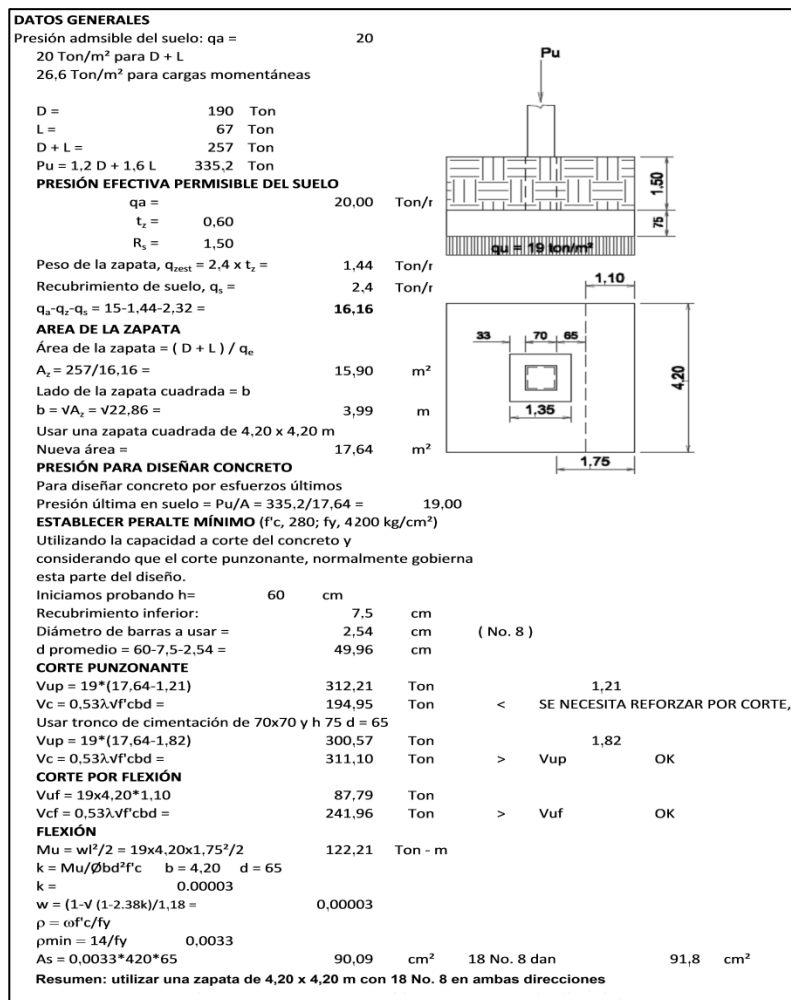 DATOS GENERALES
Presión admsible del suelo: qa = 20
20 Ton/m² para D + L
26,6 Ton/m² para cargas momentáneas
D = 190 Ton
L = 67 Ton
D + L = 257 Ton
Pu = 1,2 D + 1,6 L 335,2 Ton
PRESIÓN EFECTIVA PERMISIBLE DEL SUELO
qa = 20,00 Ton/r
t_z = 0,60
R_s = 1,50
Peso de la zapata, q_zest = 2,4 x t_z = 1,44 Ton/r
Recubrimiento de suelo, q_s = 2,4 Ton/r
q_a-q_z-q_s = 15-1,44-2,32 = 16,16
AREA DE LA ZAPATA
Área de la zapata = ( D + L ) / q_e
A_z = 257/16,16 = 15,90 m²
Lado de la zapata cuadrada = b
b = √A_z = √22,86 = 3,99 m
Usar una zapata cuadrada de 4,20 x 4,20 m
Nueva área = 17,64 m²
PRESIÓN PARA DISEÑAR CONCRETO
Para diseñar concreto por esfuerzos últimos
Presión última en suelo = Pu/A = 335,2/17,64 = 19,00
ESTABLECER PERALTE MÍNIMO (f'c, 280; fy, 4200 kg/cm²)
Utilizando la capacidad a corte del concreto y
considerando que el corte punzonante, normalmente gobierna
esta parte del diseño.
Iniciamos probando h= 60 cm
Recubrimiento inferior: 7,5 cm
Diámetro de barras a usar = 2,54 cm ( No. 8 )
d promedio = 60-7,5-2,54 = 49,96 cm
CORTE PUNZONANTE
Vup = 19*(17,64-1,21) 312,21 Ton 1,21
Vc = 0,53λ√f'cbd = 194,95 Ton < SE NECESITA REFORZAR POR CORTE,
Usar tronco de cimentación de 70x70 y h 75 d = 65
Vup = 19*(17,64-1,82) 300,57 Ton 1,82
Vc = 0,53λ√f'cbd = 311,10 Ton > Vup OK
CORTE POR FLEXIÓN
Vuf = 19x4,20*1,10 87,79 Ton
Vcf = 0,53λ√f'cbd = 241,96 Ton > Vuf OK
FLEXIÓN
Mu = wl²/2 = 19x4,20x1,75²/2 122,21 Ton - m
k = Mu/Øbd²f'c b = 4,20 d = 65
k = 0.00003
w = (1-√ (1-2.38k)/1,18 = 0,00003
ρ = ωf'c/fy
ρmin = 14/fy 0,0033
As = 0,0033*420*65 90,09 cm² 18 No. 8 dan 91,8 cm²
Resumen: utilizar una zapata de 4,20 x 4,20 m con 18 No. 8 en ambas direcciones
Pu
1.50
75
qu = 19 ton/m²
1,10
33 70 65
4,20
1,35
1,75